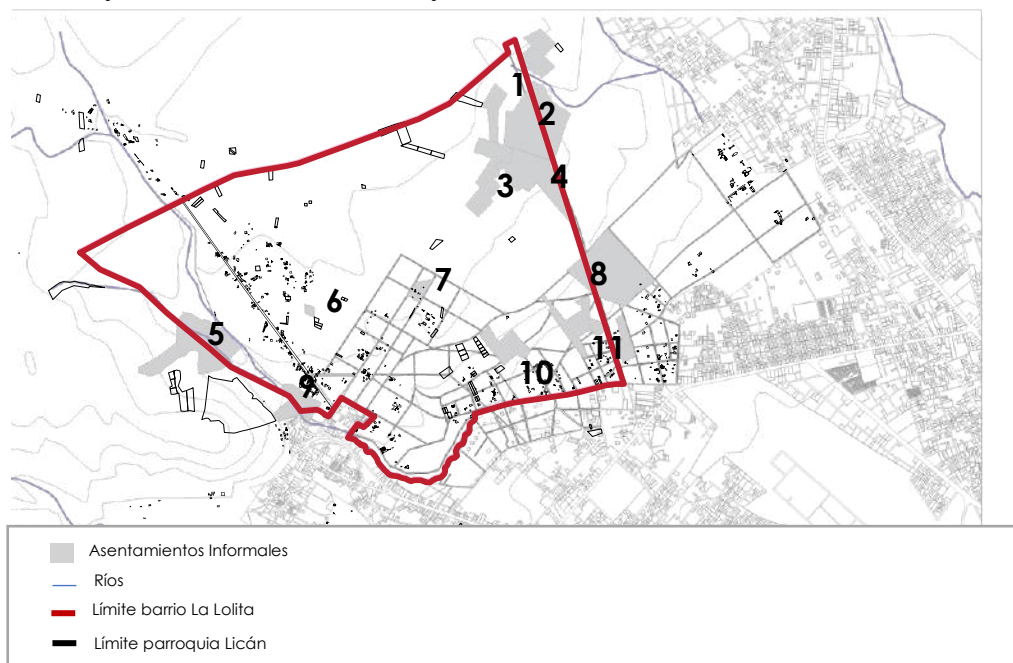 1
2
3
4
5
6
7
8
9
10
11
Asentamientos Informales
Ríos
Límite barrio La Lolita
Límite parroquia Licán